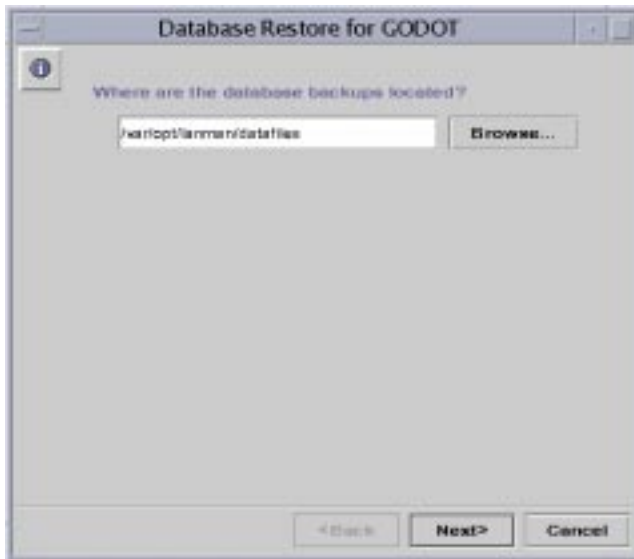 Database Restore for GODOT
Where are the database backups located?
/var/opt/lanman/datafiles
Browse...
<Back
Next>
Cancel